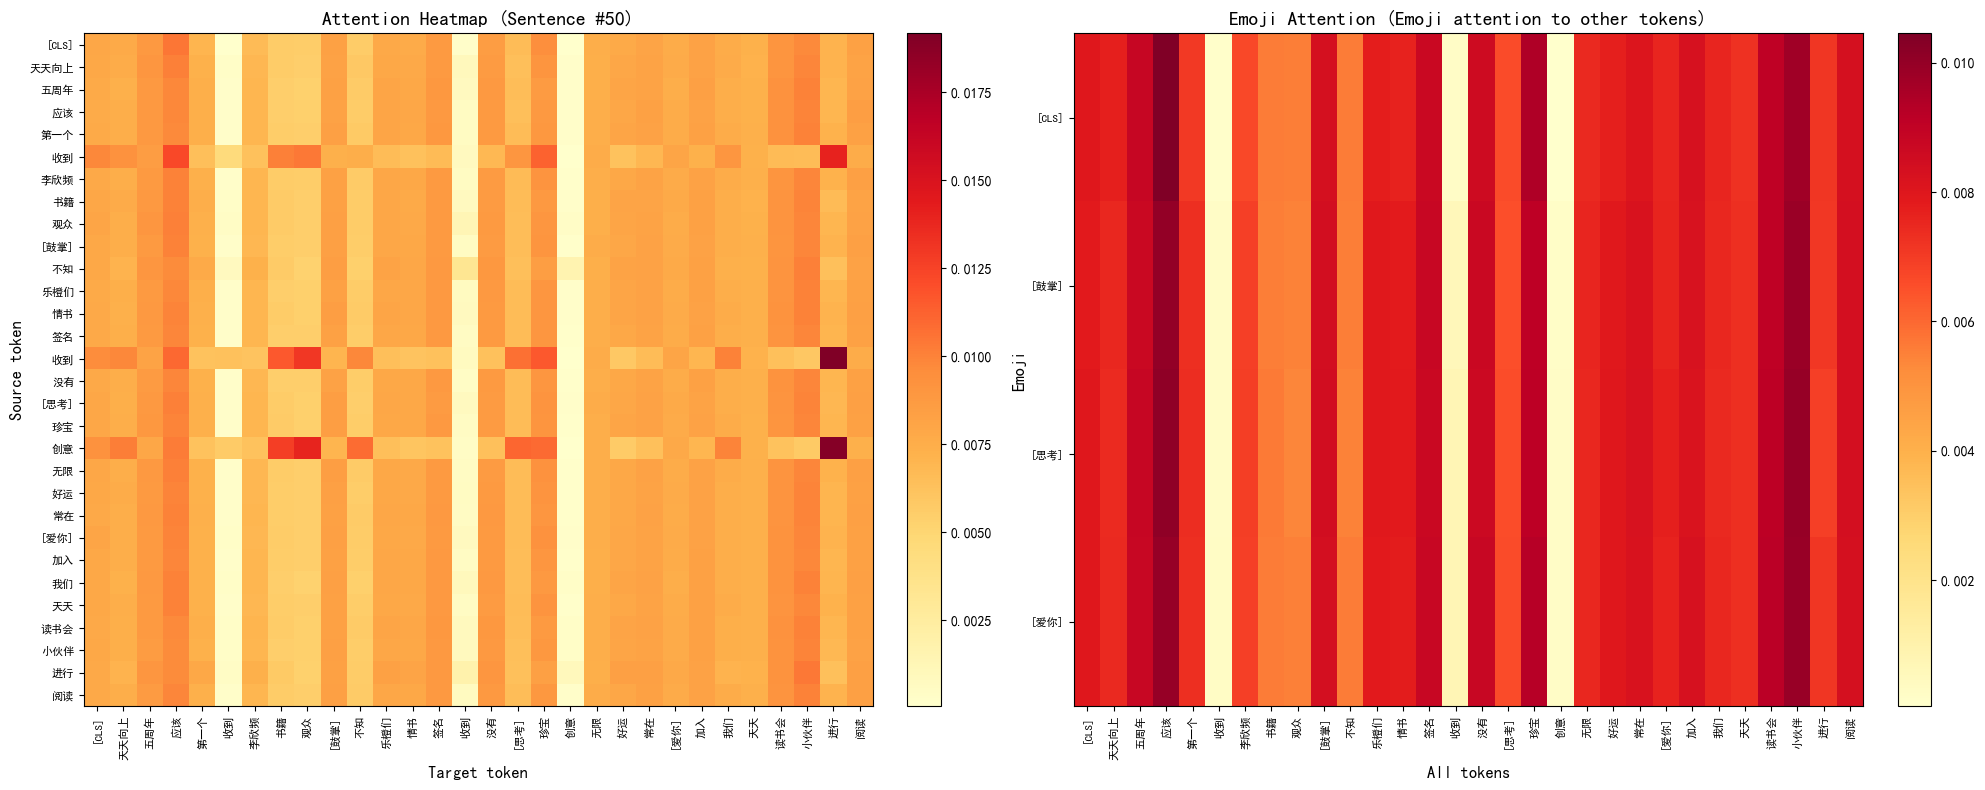 Attention Heatmap (Sentence #50)
Source token
[CLS]
天天向上
五周年
应该
第一个
收到
李欣频
书籍
观众
[鼓掌]
不知
乐橙们
情书
签名
收到
没有
[思考]
珍宝
创意
无限
好运
常在
[爱你]
加入
我们
天天
读书会
小伙伴
进行
阅读
[CLS]
天天向上
五周年
应该
第一个
收到
李欣频
书籍
观众
[鼓掌]
不知
乐橙们
情书
签名
收到
没有
[思考]
珍宝
创意
无限
好运
常在
[爱你]
加入
我们
天天
读书会
小伙伴
进行
阅读
Target token
0.0175
0.0150
0.0125
0.0100
0.0075
0.0050
0.0025
Emoji Attention (Emoji attention to other tokens)
Emoji
[CLS]
[鼓掌]
[思考]
[爱你]
[CLS]
天天向上
五周年
应该
第一个
收到
李欣频
书籍
观众
[鼓掌]
不知
乐橙们
情书
签名
收到
没有
[思考]
珍宝
创意
无限
好运
常在
[爱你]
加入
我们
天天
读书会
小伙伴
进行
阅读
All tokens
0.010
0.008
0.006
0.004
0.002